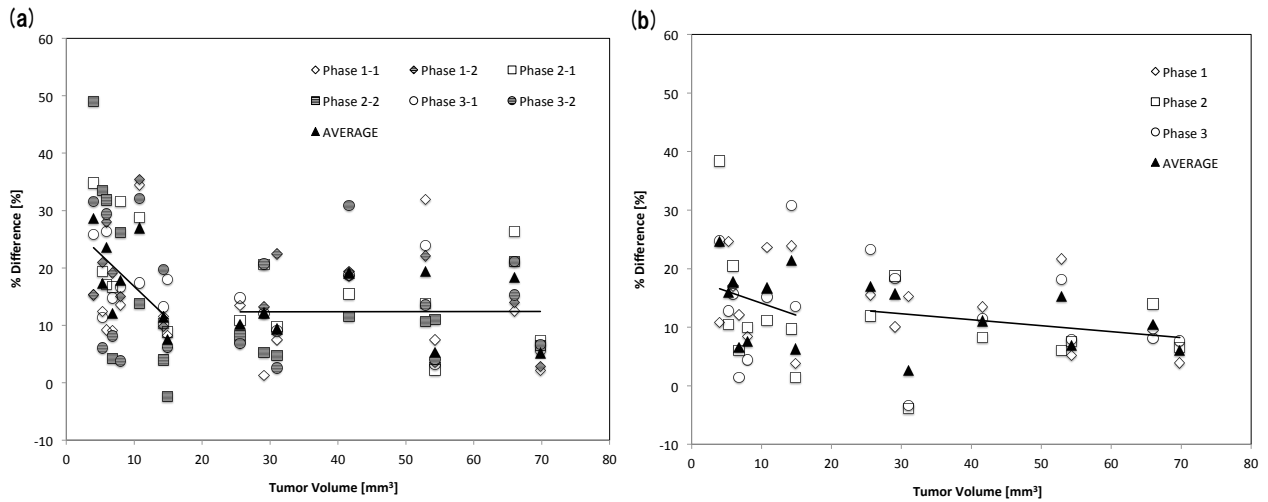 (a)
60
50
40
30
20
10
0
-10
0 10 20 30 40 50 60 70 80
% Difference [%]
Tumor Volume [mm³]
Phase 1-1 Phase 1-2 Phase 2-1
Phase 2-2 Phase 3-1 Phase 3-2
AVERAGE
(b)
60
50
40
30
20
10
0
-10
0 10 20 30 40 50 60 70 80
% Difference [%]
Tumor Volume [mm³]
Phase 1
Phase 2
Phase 3
AVERAGE